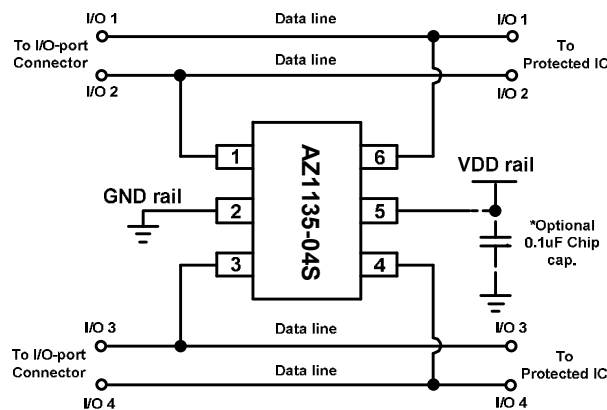 I/O 1
Data line
I/O 1
To I/O-port
Connector
Data line
To
Protected IC
I/O 2
I/O 2
1
6
AZ1135-04S
VDD rail
GND rail
2
5
*Optional
0.1uF Chip
cap.
3
4
I/O 3
Data line
I/O 3
To I/O-port
Connector
Data line
To
Protected IC
I/O 4
I/O 4